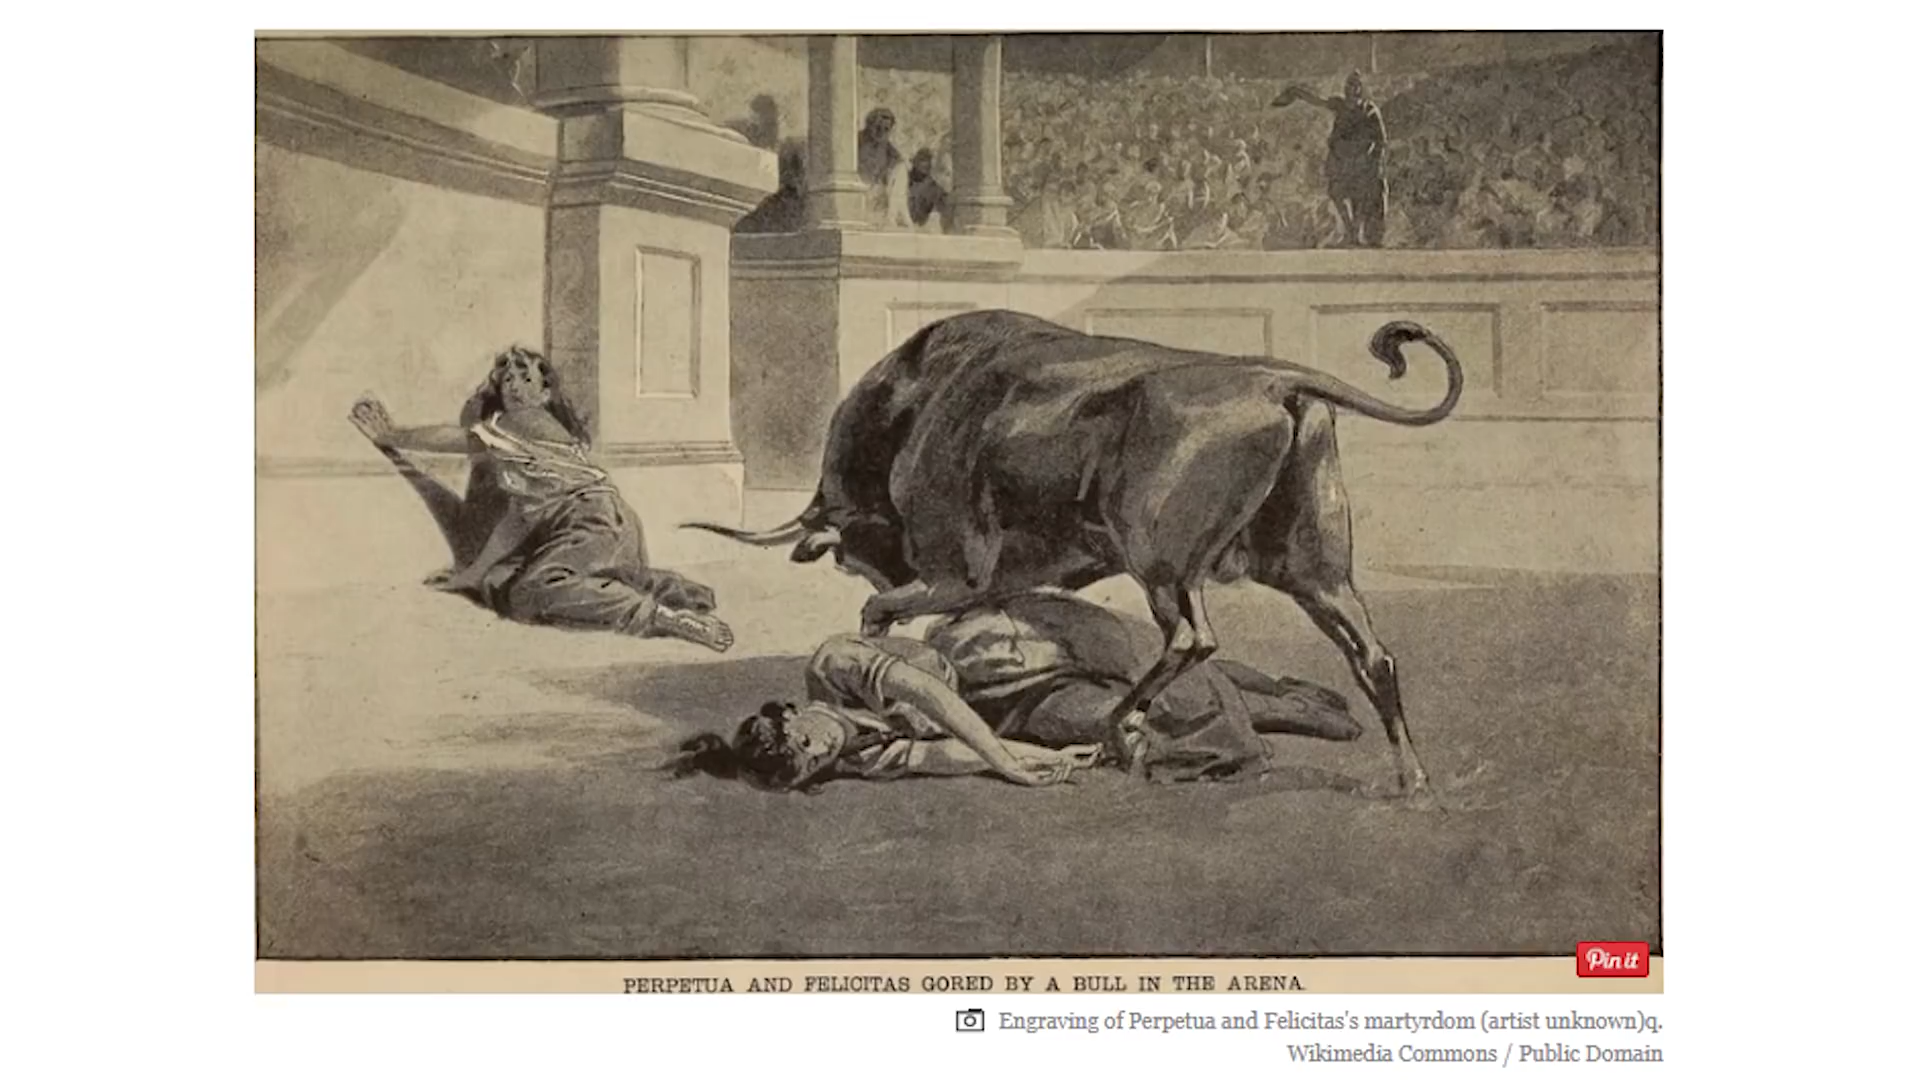 Pin it
PERPETUA AND FELICITAS GORED BY A BULL IN THE ARENA.
Engraving of Perpetua and Felicitas's martyrdom (artist unknown)q.
Wikimedia Commons / Public Domain